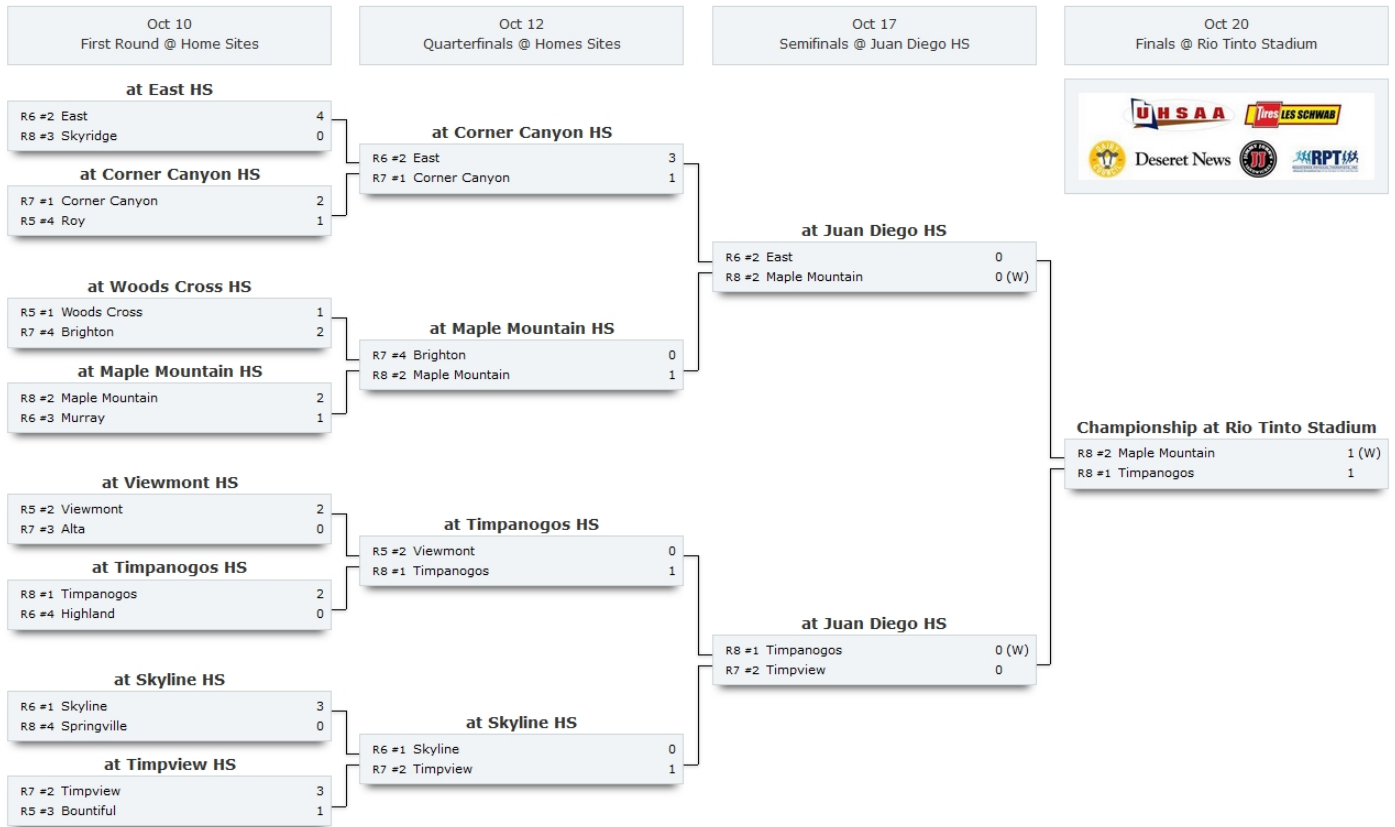 Oct 10
First Round @ Home Sites
Oct 12
Quarterfinals @ Homes Sites
Oct 17
Semifinals @ Juan Diego HS
Oct 20
Finals @ Rio Tinto Stadium
at East HS
R6 #2 East 4
R8 #3 Skyridge 0
at Corner Canyon HS
R7 #1 Corner Canyon 2
R5 #4 Roy 1
at Woods Cross HS
R5 #1 Woods Cross 1
R7 #4 Brighton 2
at Maple Mountain HS
R8 #2 Maple Mountain 2
R6 #3 Murray 1
at Viewmont HS
R5 #2 Viewmont 2
R7 #3 Alta 0
at Timpanogos HS
R8 #1 Timpanogos 2
R6 #4 Highland 0
at Skyline HS
R6 #1 Skyline 3
R8 #4 Springville 0
at Timpview HS
R7 #2 Timpview 3
R5 #3 Bountiful 1
at Corner Canyon HS
R6 #2 East 3
R7 #1 Corner Canyon 1
at Maple Mountain HS
R7 #4 Brighton 0
R8 #2 Maple Mountain 1
at Timpanogos HS
R5 #2 Viewmont 0
R8 #1 Timpanogos 1
at Skyline HS
R6 #1 Skyline 0
R7 #2 Timpview 1
at Juan Diego HS
R6 #2 East 0
R8 #2 Maple Mountain 0 (W)
at Juan Diego HS
R8 #1 Timpanogos 0 (W)
R7 #2 Timpview 0
UHSAA
Tires LES SCHWAB
Deseret News
JJ
RPT
Championship at Rio Tinto Stadium
R8 #2 Maple Mountain 1 (W)
R8 #1 Timpanogos 1